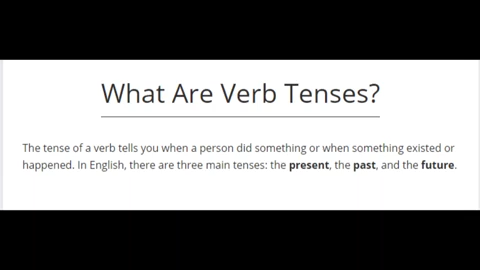 What Are Verb Tenses?
The tense of a verb tells you when a person did something or when something existed or
happened. In English, there are three main tenses: the present, the past, and the future.